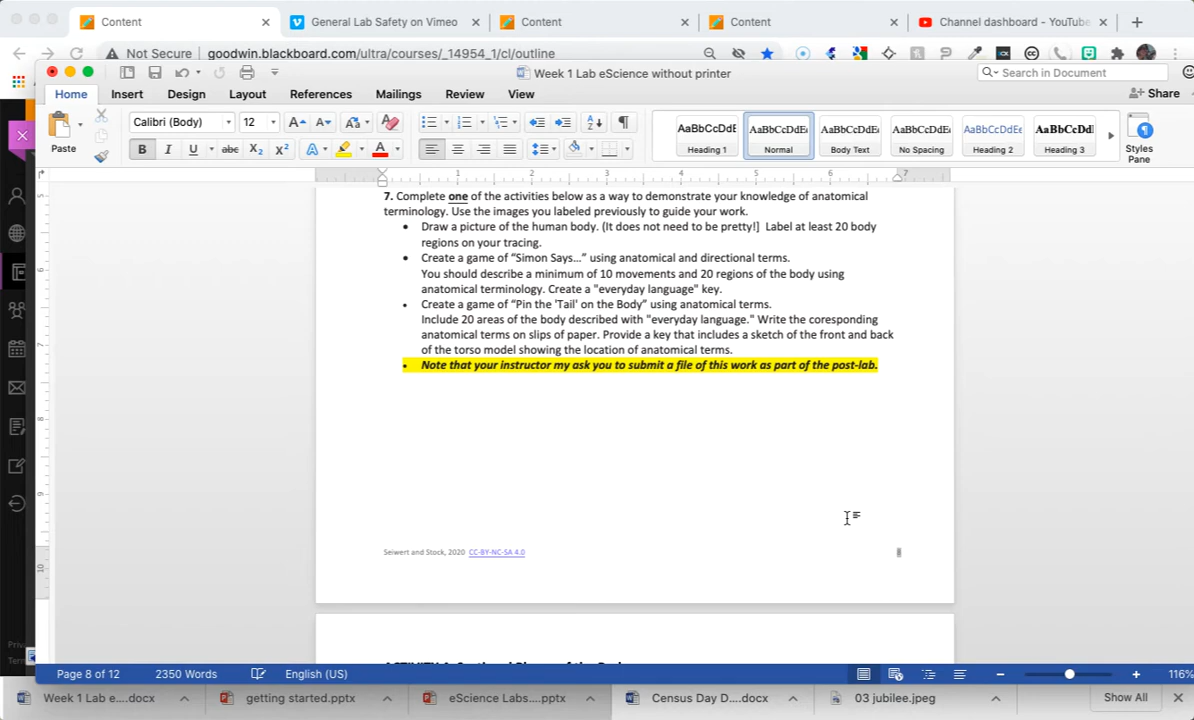 Content
General Lab Safety on Vimeo
Content
Content
Channel dashboard - YouTube
Not Secure
goodwin.blackboard.com/ultra/courses/_14954_1/cl/outline
Week 1 Lab eScience without printer
Search in Document
Home
Insert
Design
Layout
References
Mailings
Review
View
Share
Paste
Calibri (Body)
12
AaBbCcDdE
Heading 1
AaBbCcDdEe
Normal
AaBbCcDdEe
Body Text
AaBbCcDdEe
No Spacing
AaBbCcDdEe
Heading 2
AaBbCcDdI
Heading 3
Styles
Pane
1 2 3 4 5 6 7
7. Complete one of the activities below as a way to demonstrate your knowledge of anatomical
terminology. Use the images you labeled previously to guide your work.
• Draw a picture of the human body. (It does not need to be pretty!] Label at least 20 body
regions on your tracing.
• Create a game of “Simon Says…” using anatomical and directional terms.
You should describe a minimum of 10 movements and 20 regions of the body using
anatomical terminology. Create a "everyday language" key.
• Create a game of “Pin the 'Tail' on the Body” using anatomical terms.
Include 20 areas of the body described with "everyday language." Write the coresponding
anatomical terms on slips of paper. Provide a key that includes a sketch of the front and back
of the torso model showing the location of anatomical terms.
• Note that your instructor my ask you to submit a file of this work as part of the post-lab.
Seiwert and Stock, 2020 CC-BY-NC-SA 4.0
Page 8 of 12
2350 Words
English (US)
116%
Week 1 Lab e....docx
getting started.pptx
eScience Labs....pptx
Census Day D....docx
03 jubilee.jpeg
Show All